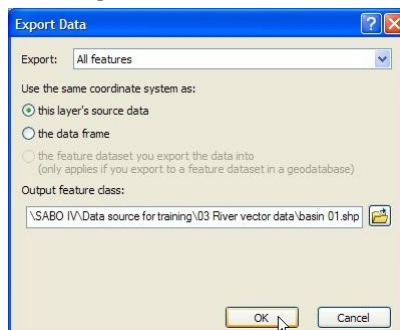 Export Data
Export: All features
Use the same coordinate system as:
this layer's source data
the data frame
the feature dataset you export the data into
(only applies if you export to a feature dataset in a geodatabase)
Output feature class:
\SABO IV\Data source for training\03 River vector data\basin 01.shp
OK Cancel